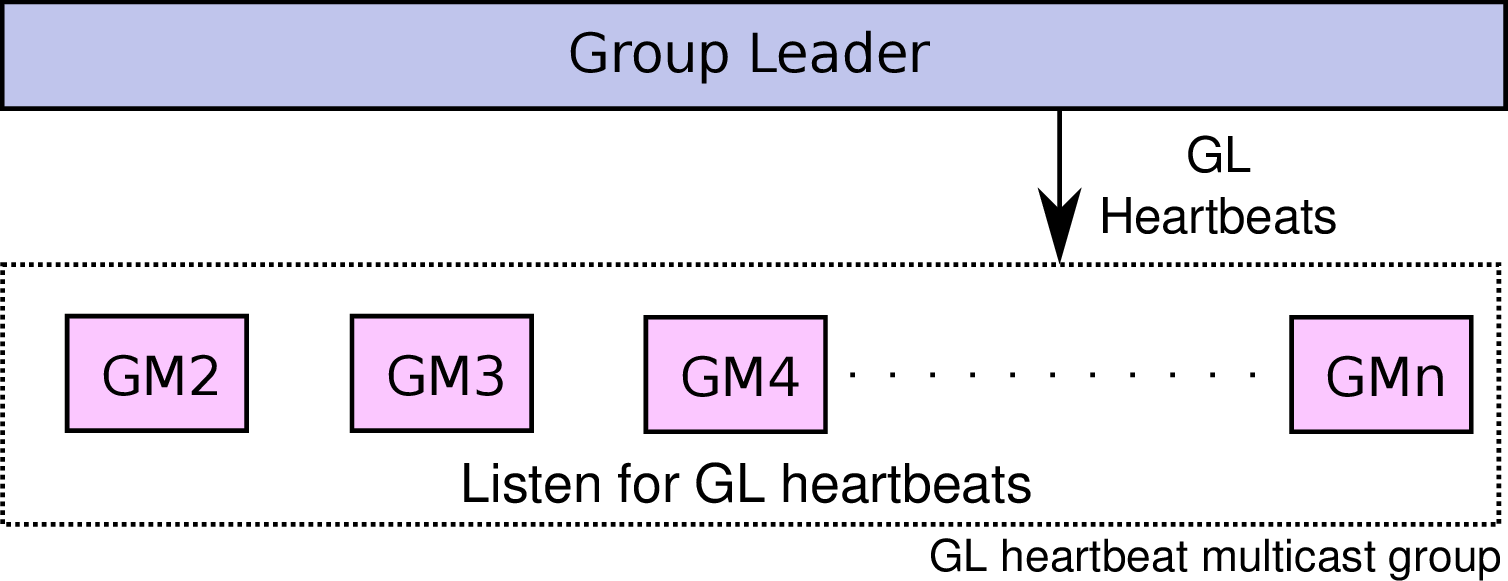 Group Leader
GL
Heartbeats
GM2 GM3 GM4 . . . . . . . . . . . GMn
Listen for GL heartbeats
GL heartbeat multicast group